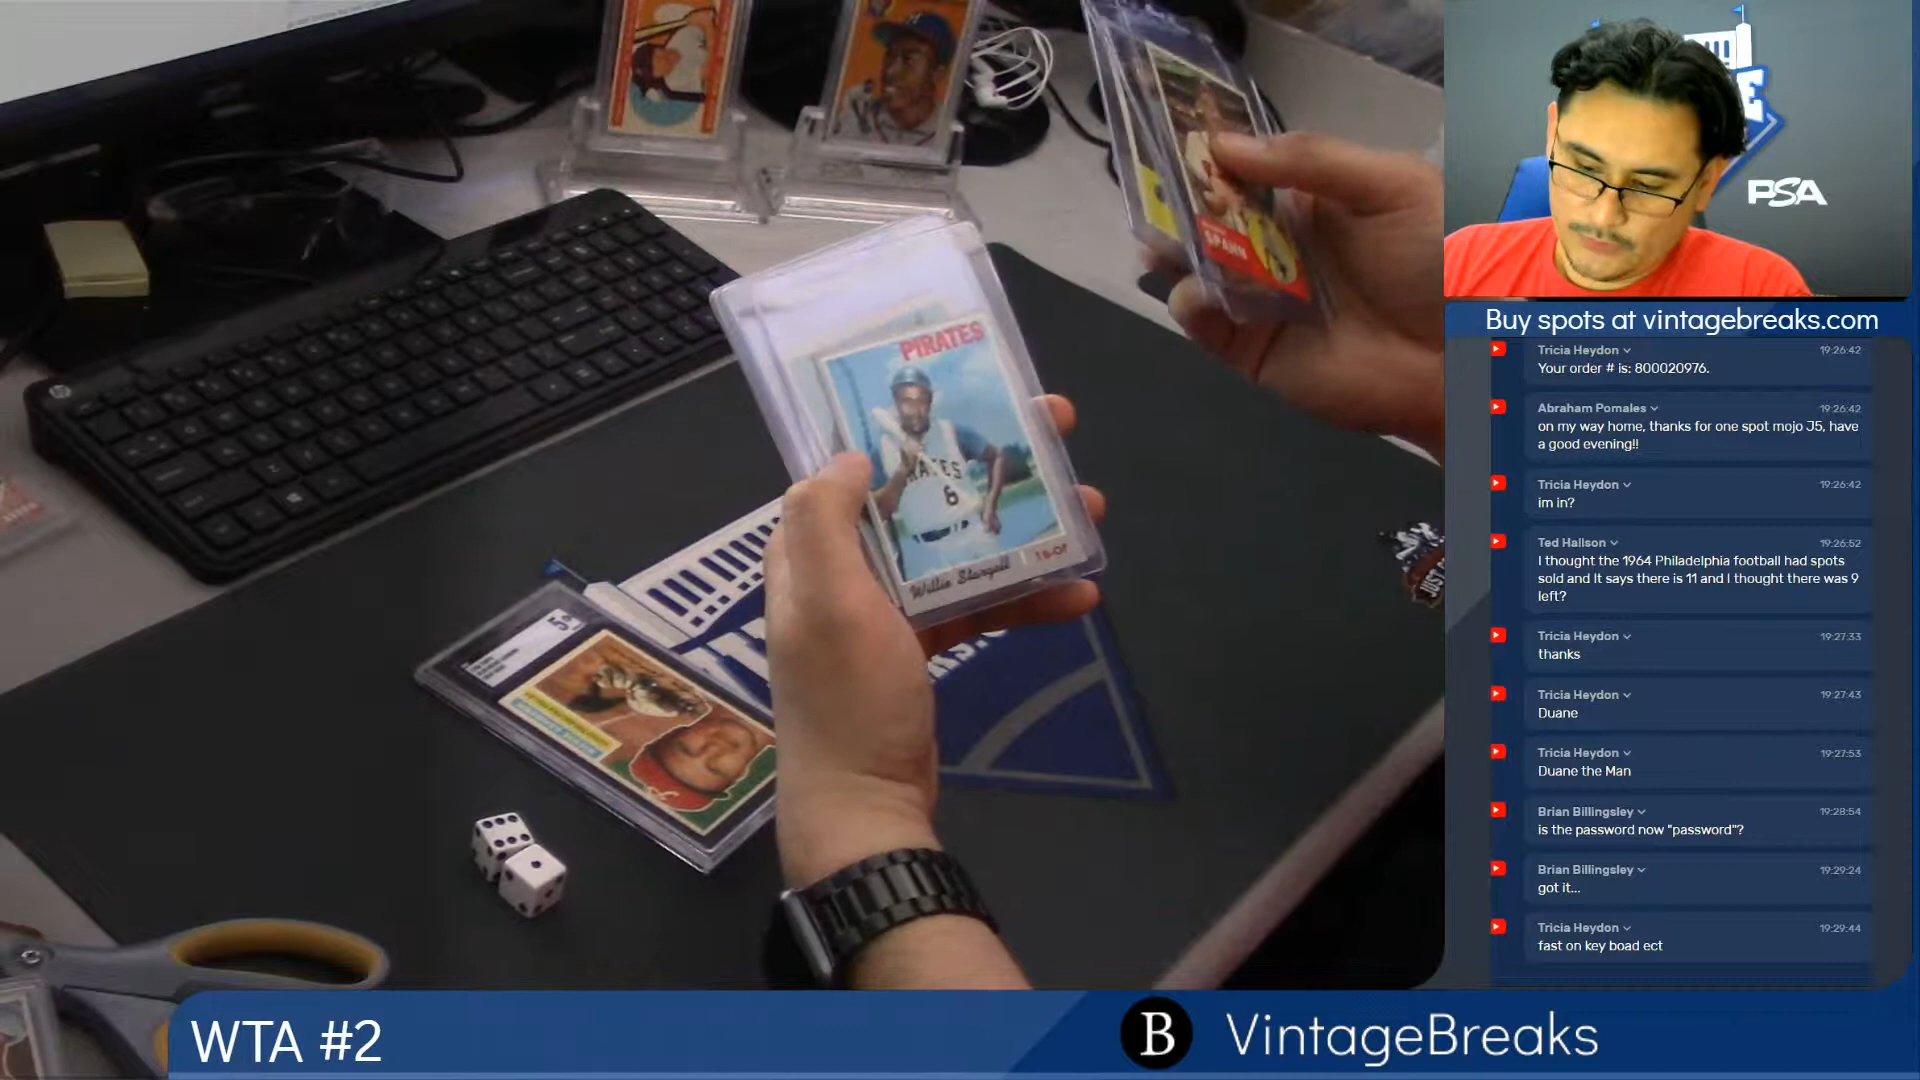 SPAHN
PIRATES
PIRATES
6
Willie Stargell
1B-OF
5
PSA
Buy spots at vintagebreaks.com
Tricia Heydon 19:26:42
Your order # is: 800020976.
Abraham Pomales 19:26:42
on my way home, thanks for one spot mojo J5, have
a good evening!!
Tricia Heydon 19:26:42
im in?
Ted Hallson 19:26:52
I thought the 1964 Philadelphia football had spots
sold and It says there is 11 and I thought there was 9
left?
Tricia Heydon 19:27:33
thanks
Tricia Heydon 19:27:43
Duane
Tricia Heydon 19:27:53
Duane the Man
Brian Billingsley 19:28:54
is the password now "password"?
Brian Billingsley 19:29:24
got it...
Tricia Heydon 19:29:44
fast on key boad ect
WTA #2
B VintageBreaks